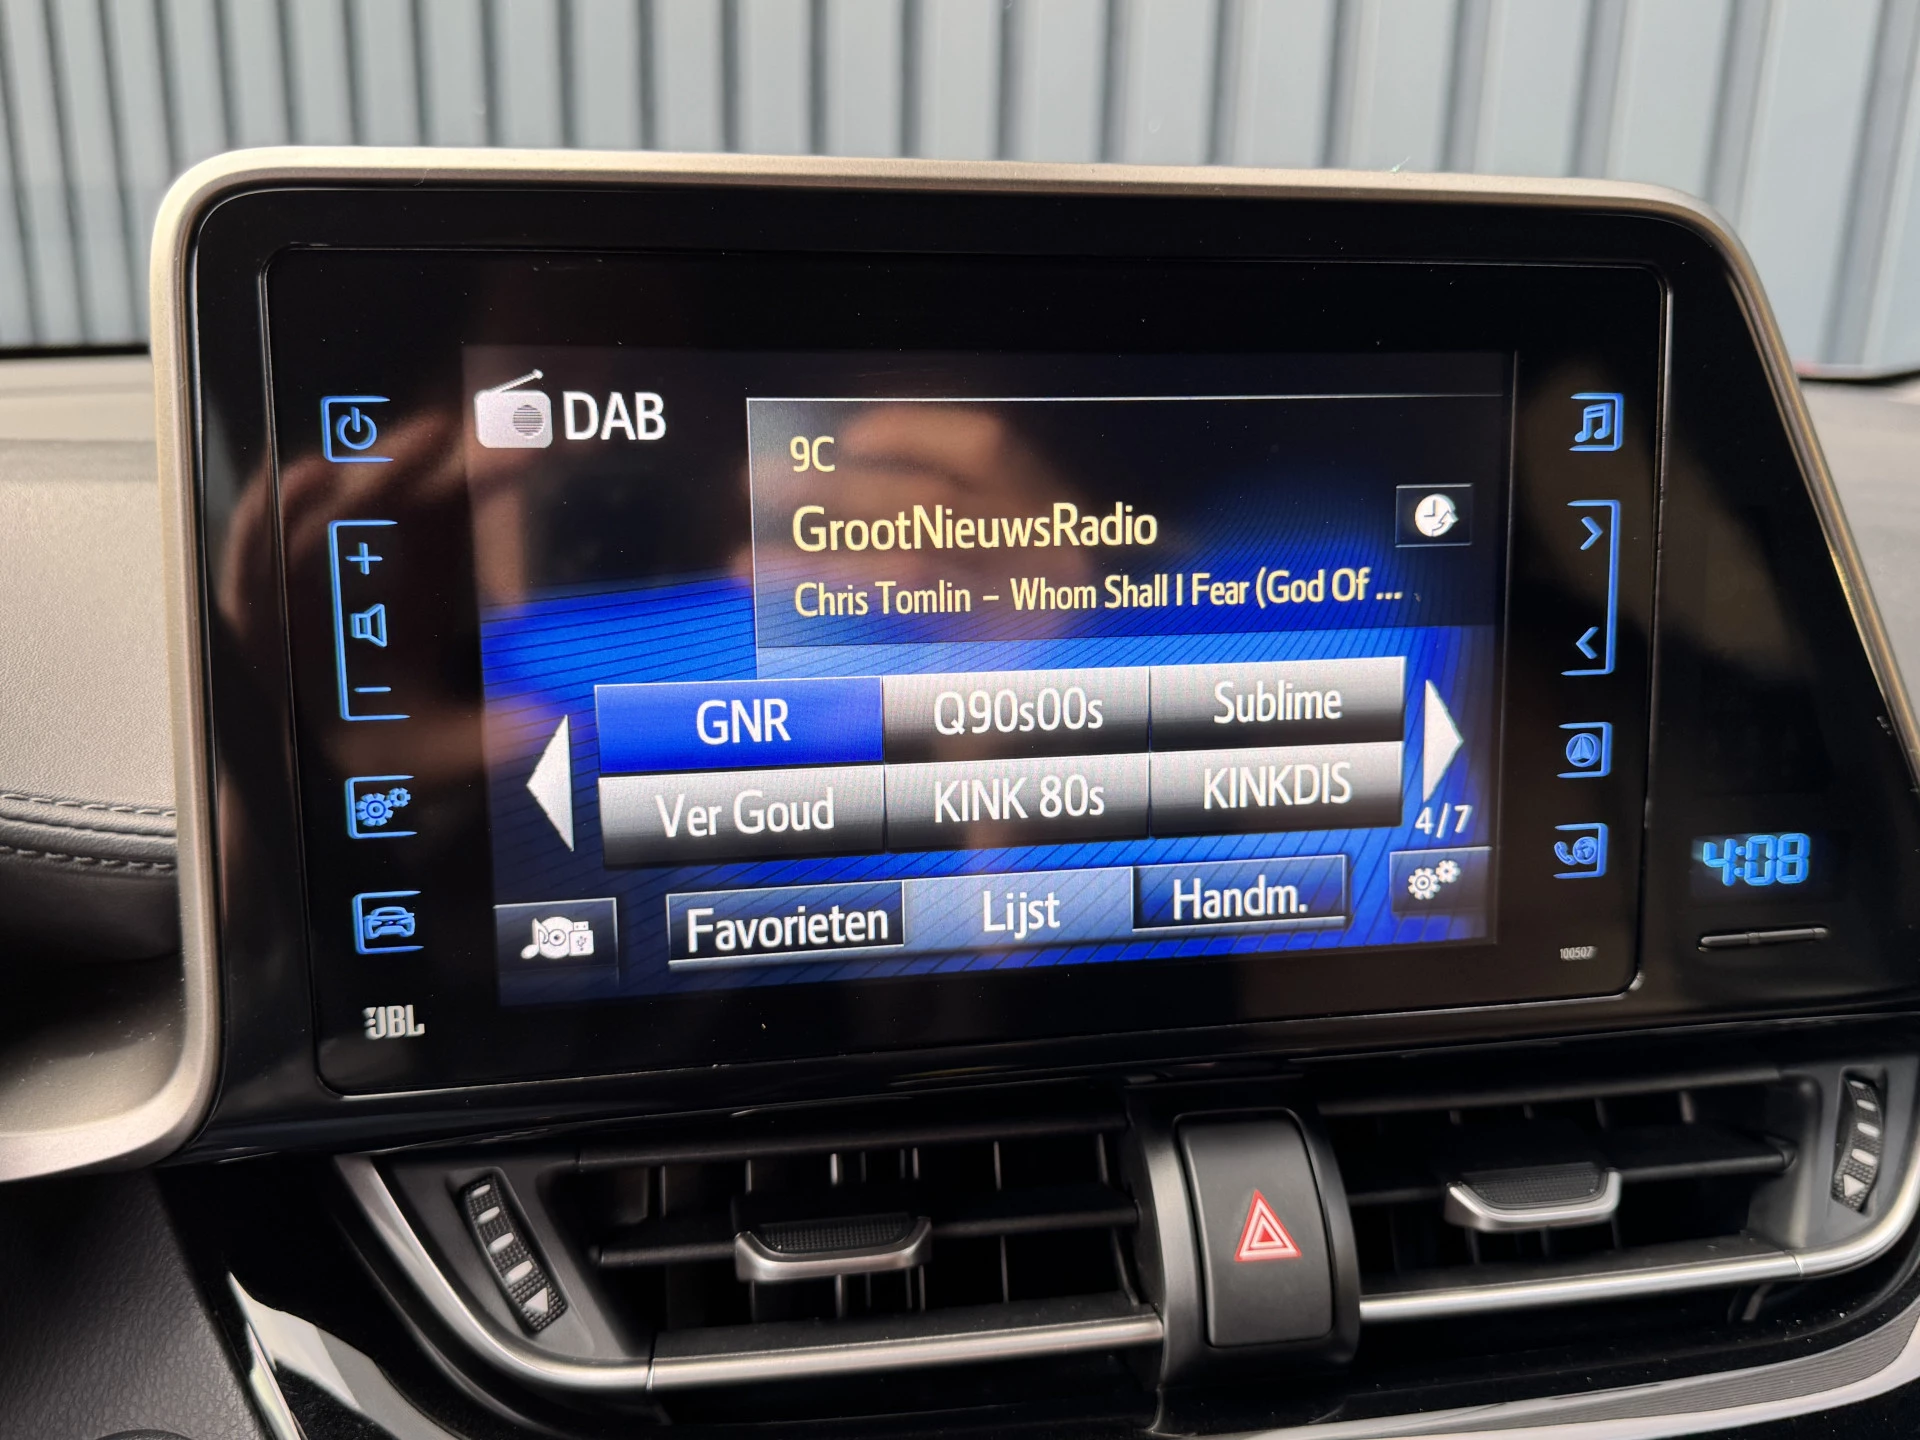 DAB
9C
GrootNieuwsRadio
Chris Tomlin – Whom Shall I Fear (God Of ...
GNR Q90s00s Sublime
Ver Goud KINK 80s KINKDIS
4/7
Favorieten Lijst Handm.
4:08
100507
JBL